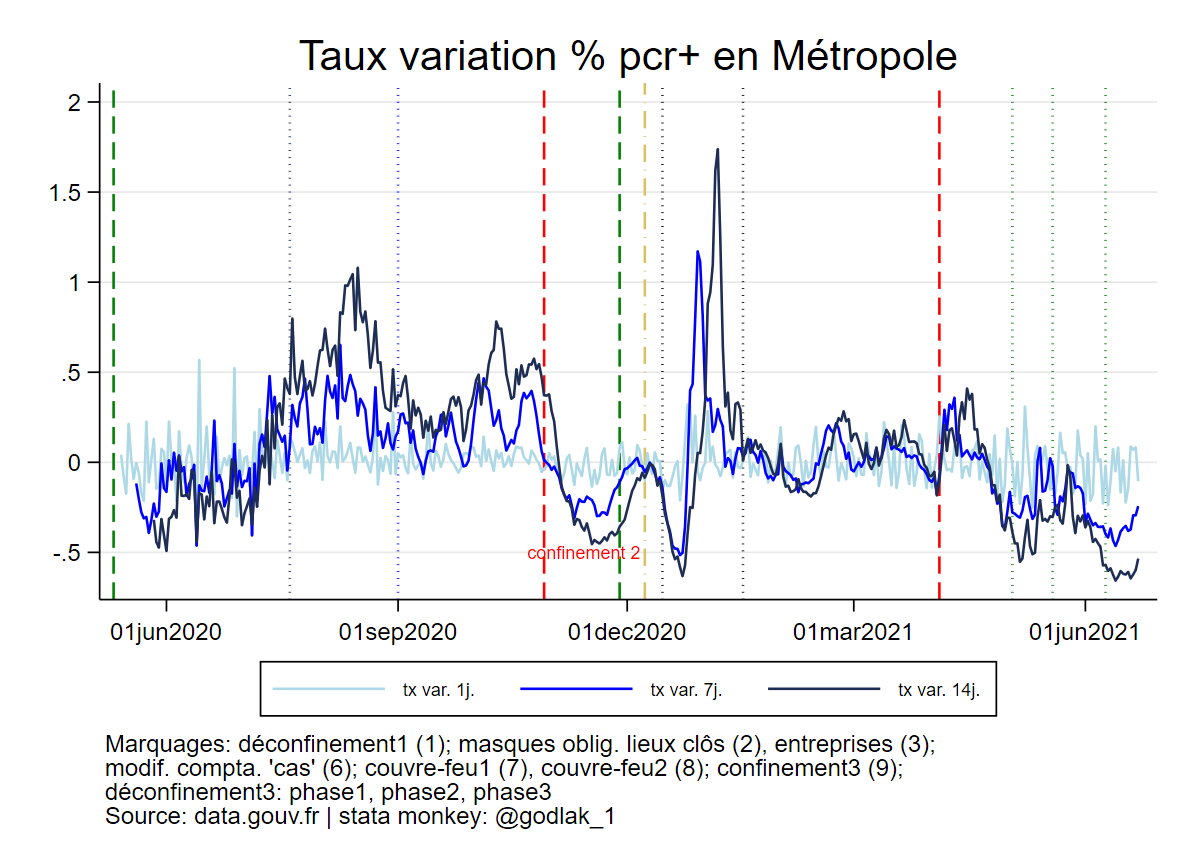 Taux variation % pcr+ en Métropole
2
1.5
1
.5
0
-.5
confinement 2
01jun2020 01sep2020 01dec2020 01mar2021 01jun2021
tx var. 1j. tx var. 7j. tx var. 14j.
Marquages: déconfinement1 (1); masques oblig. lieux clôs (2), entreprises (3);
modif. compta. 'cas' (6); couvre-feu1 (7), couvre-feu2 (8); confinement3 (9);
déconfinement3: phase1, phase2, phase3
Source: data.gouv.fr | stata monkey: @godlak_1